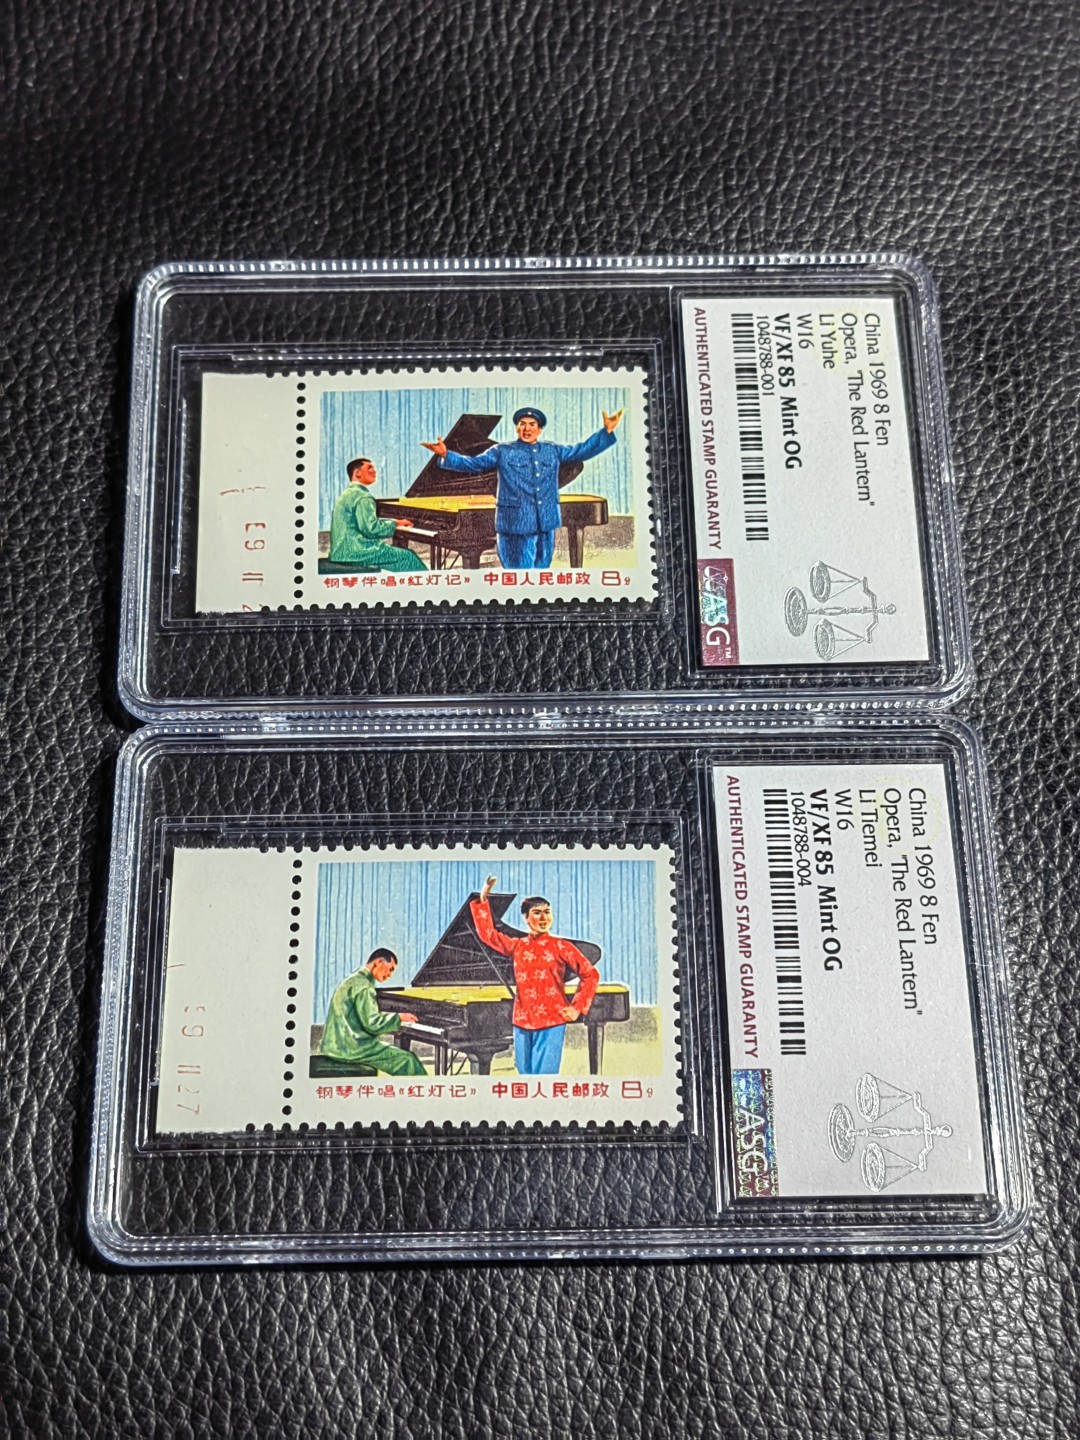 钢琴伴唱《红灯记》 中国人民邮政 8分
China 1969 8 Fen
Opera, "The Red Lantern"
Li Yuhe
W16
VF/XF 85 Mint OG
1048788-001
AUTHENTICATED STAMP GUARANTY
ASG™
钢琴伴唱《红灯记》 中国人民邮政 8分
China 1969 8 Fen
Opera, "The Red Lantern"
Li Tiemei
W16
VF/XF 85 Mint OG
1048788-004
AUTHENTICATED STAMP GUARANTY
ASG